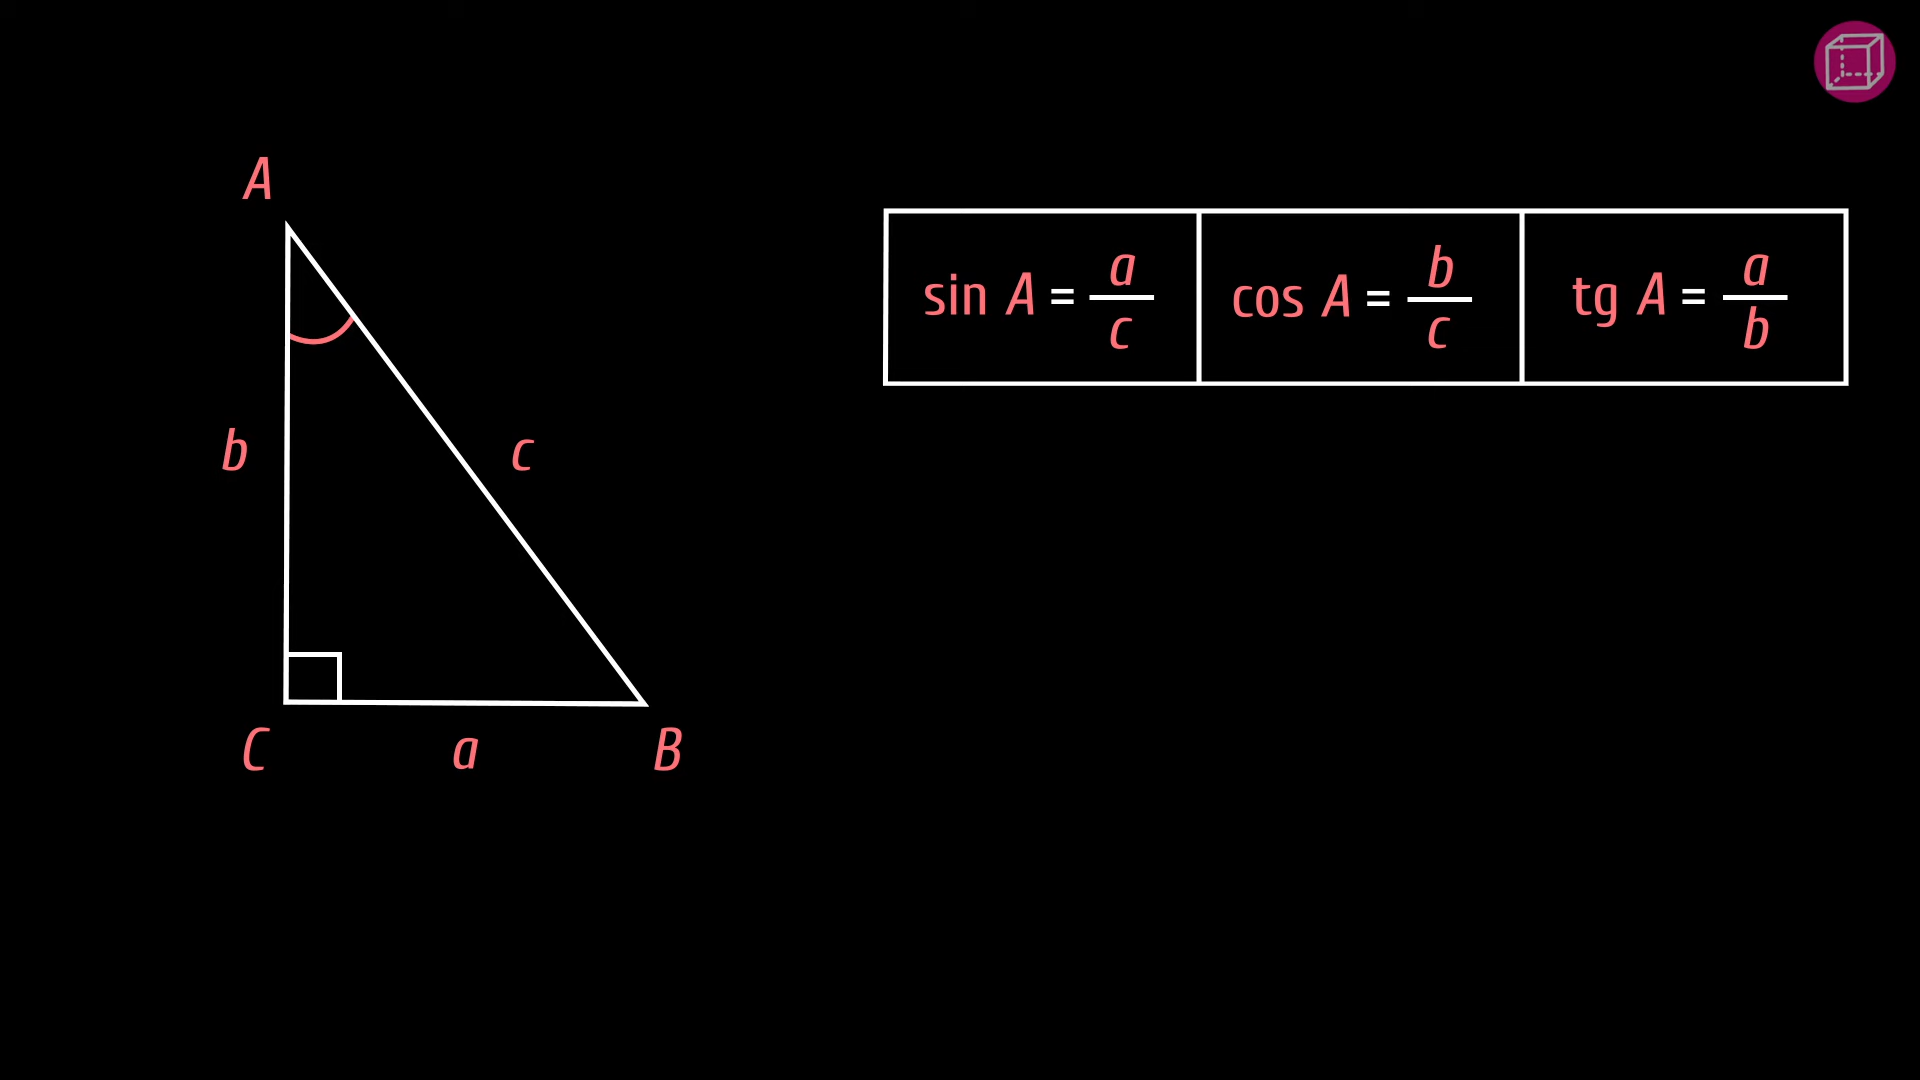 A
sin A = a/c
cos A = b/c
tg A = a/b
b
c
C
a
B